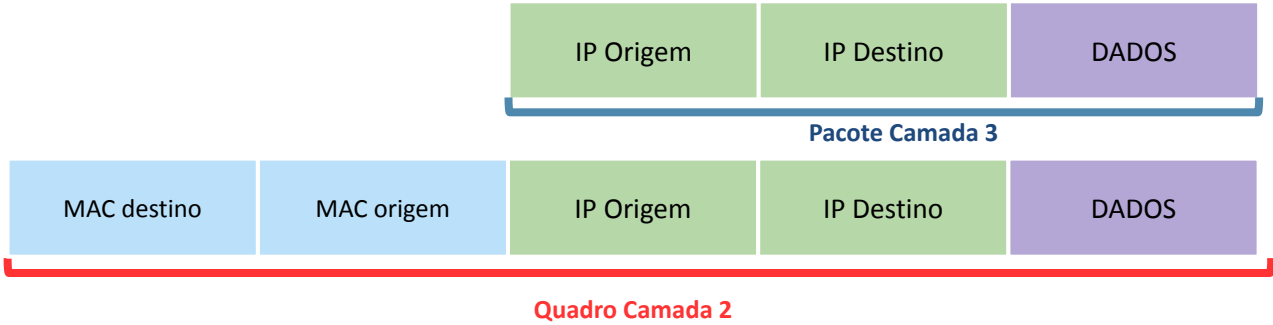 IP Origem IP Destino DADOS
Pacote Camada 3
MAC destino MAC origem IP Origem IP Destino DADOS
Quadro Camada 2